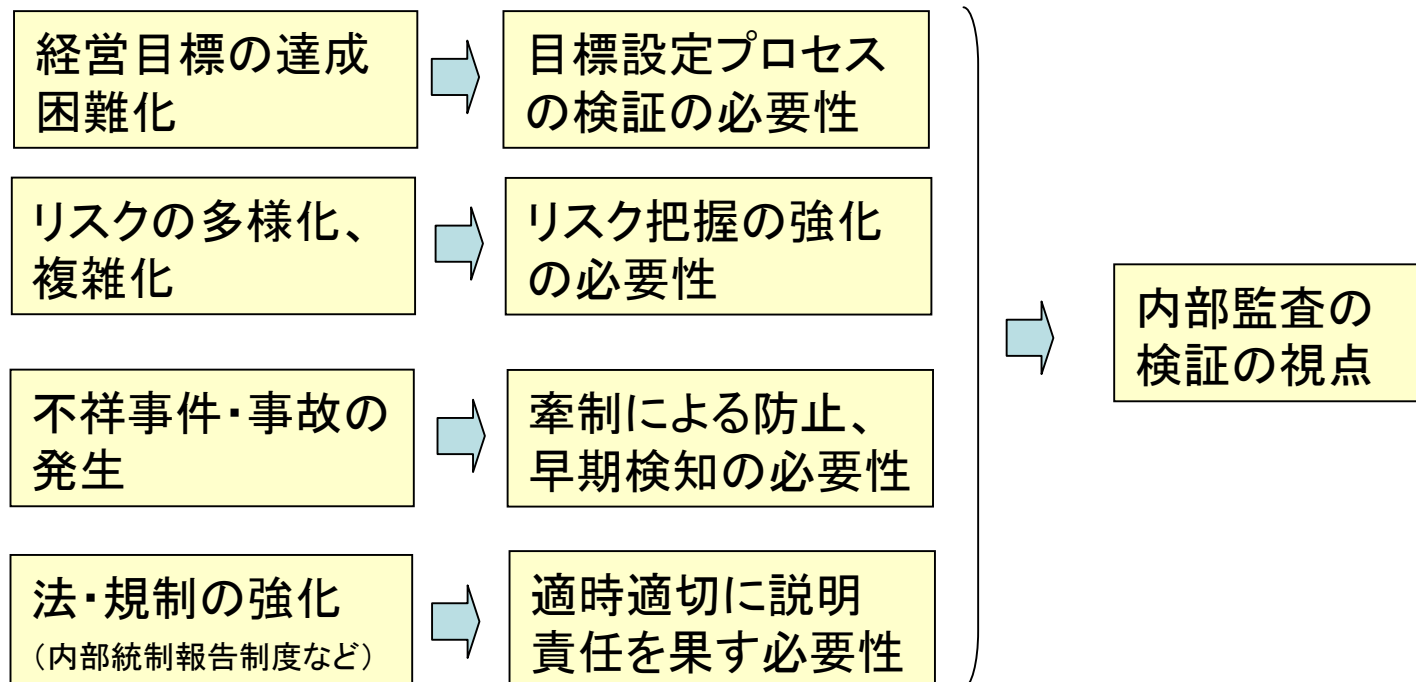 経営目標の達成
困難化
目標設定プロセス
の検証の必要性
リスクの多様化、
複雑化
リスク把握の強化
の必要性
不祥事件・事故の
発生
牽制による防止、
早期検知の必要性
法・規制の強化
（内部統制報告制度など）
適時適切に説明
責任を果す必要性
内部監査の
検証の視点